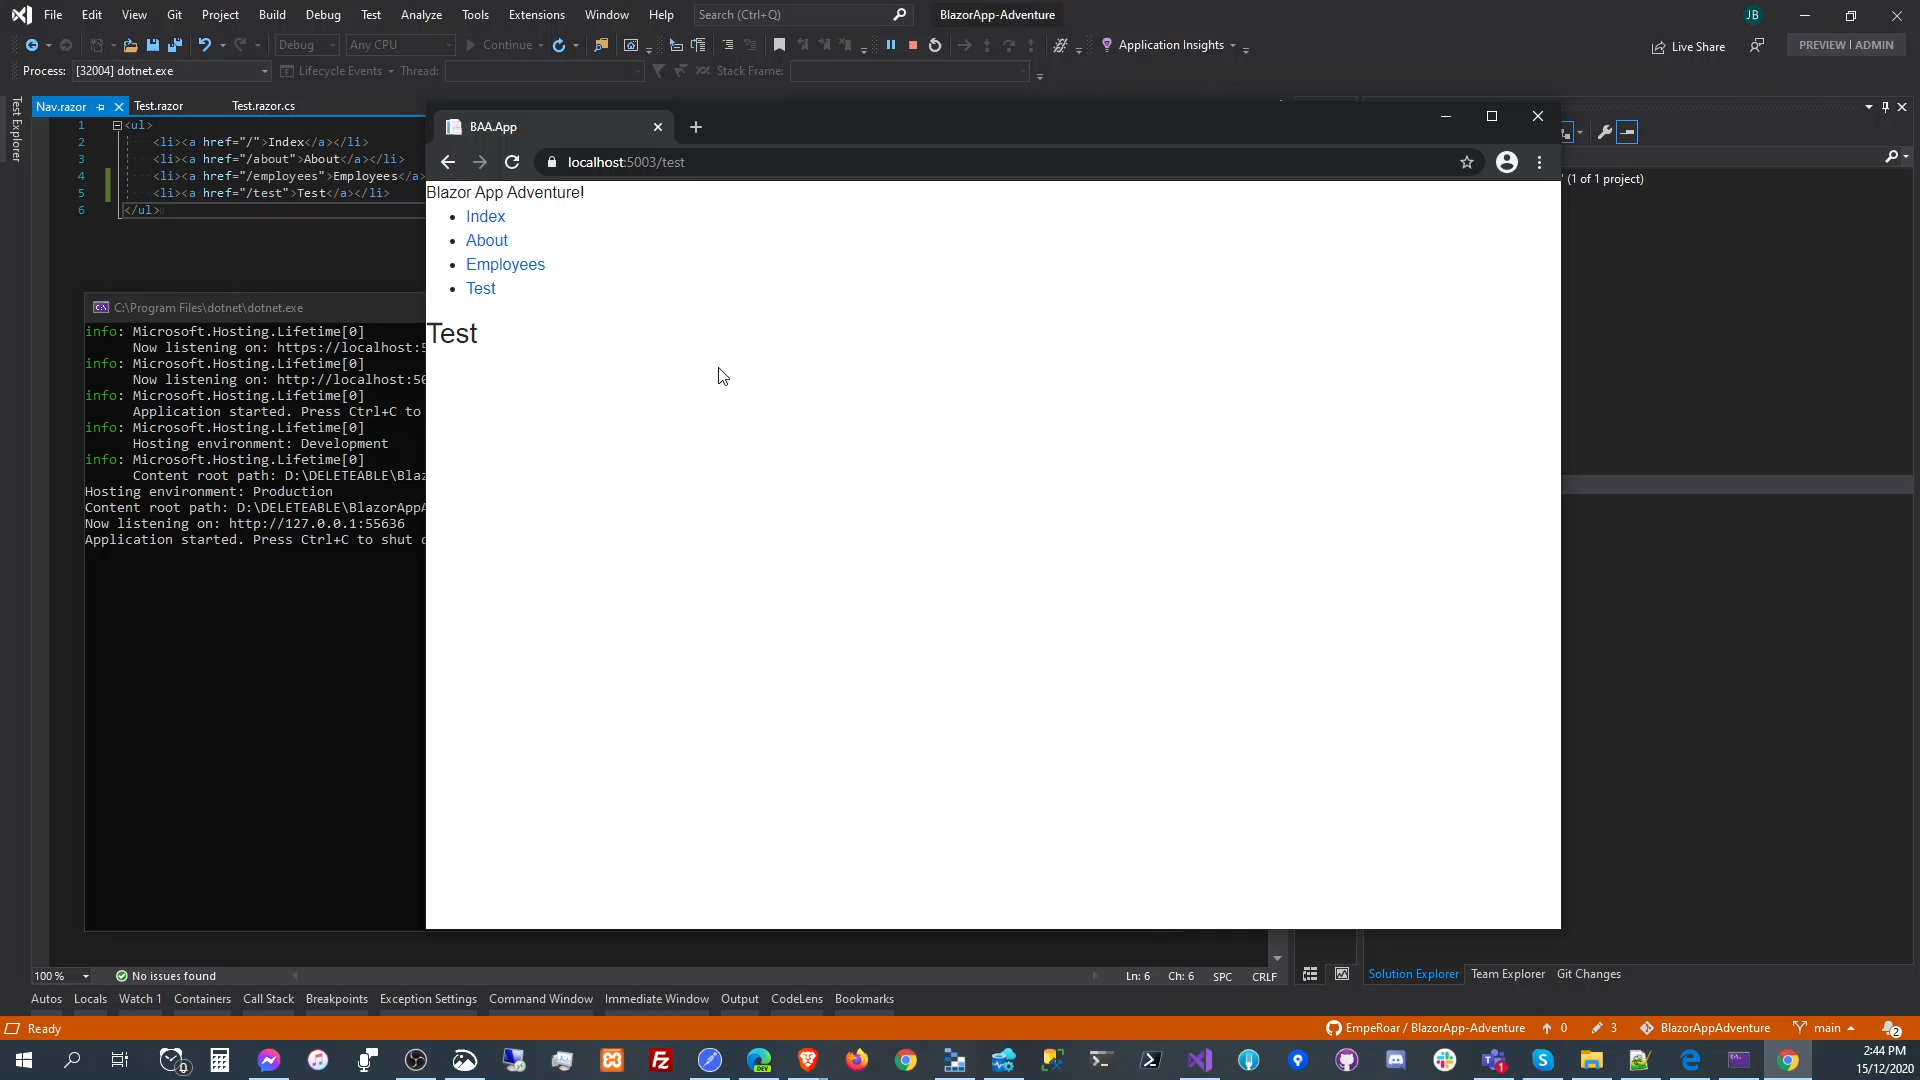 File Edit View Git Project Build Debug Test Analyze Tools Extensions Window Help Search (Ctrl+Q) BlazorApp-Adventure JB
Debug Any CPU Continue Application Insights Live Share PREVIEW | ADMIN
Process: [32004] dotnet.exe Lifecycle Events Thread: Stack Frame:
Test Explorer
Nav.razor Test.razor Test.razor.cs
1 <ul>
2 <li><a href="/">Index</a></li>
3 <li><a href="/about">About</a></li>
4 <li><a href="/employees">Employees</a>
5 <li><a href="/test">Test</a></li>
6 </ul>
BAA.App
localhost:5003/test
(1 of 1 project)
Blazor App Adventure!
Index
About
Employees
Test
Test
C:\Program Files\dotnet\dotnet.exe
info: Microsoft.Hosting.Lifetime[0]
Now listening on: https://localhost:5
info: Microsoft.Hosting.Lifetime[0]
Now listening on: http://localhost:50
info: Microsoft.Hosting.Lifetime[0]
Application started. Press Ctrl+C to
info: Microsoft.Hosting.Lifetime[0]
Hosting environment: Development
info: Microsoft.Hosting.Lifetime[0]
Content root path: D:\DELETEABLE\Blaz
Hosting environment: Production
Content root path: D:\DELETEABLE\BlazorAppA
Now listening on: http://127.0.0.1:55636
Application started. Press Ctrl+C to shut
100 % No issues found Ln: 6 Ch: 6 SPC CRLF
Solution Explorer Team Explorer Git Changes
Autos Locals Watch 1 Containers Call Stack Breakpoints Exception Settings Command Window Immediate Window Output CodeLens Bookmarks
Ready EmpeRoar / BlazorApp-Adventure 0 3 BlazorAppAdventure main 2
2:44 PM
15/12/2020